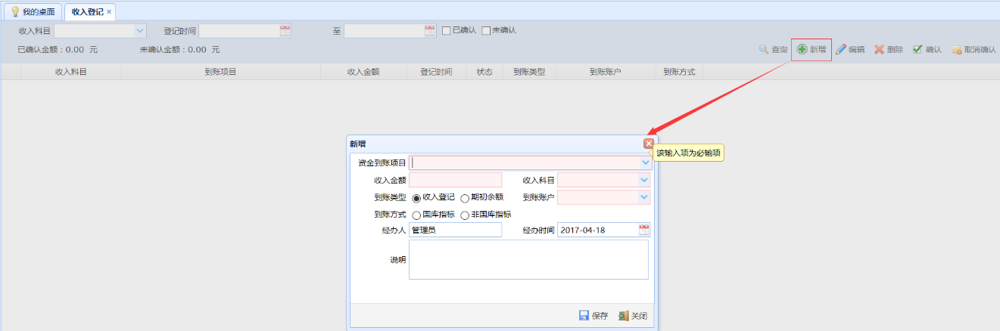 我的桌面 收入登记 ×
收入科目 登记时间 至 已确认 未确认
已确认金额：0.00 元 未确认金额：0.00 元 查询 新增 编辑 删除 确认 取消确认
收入科目 到账项目 收入金额 登记时间 状态 到账类型 到账账户 到账方式
新增
该输入项为必输项
资金到账项目
收入金额 收入科目
到账类型 收入登记 期初余额 到账账户
到账方式 国库指标 非国库指标
经办人 管理员 经办时间 2017-04-18
说明
保存 关闭